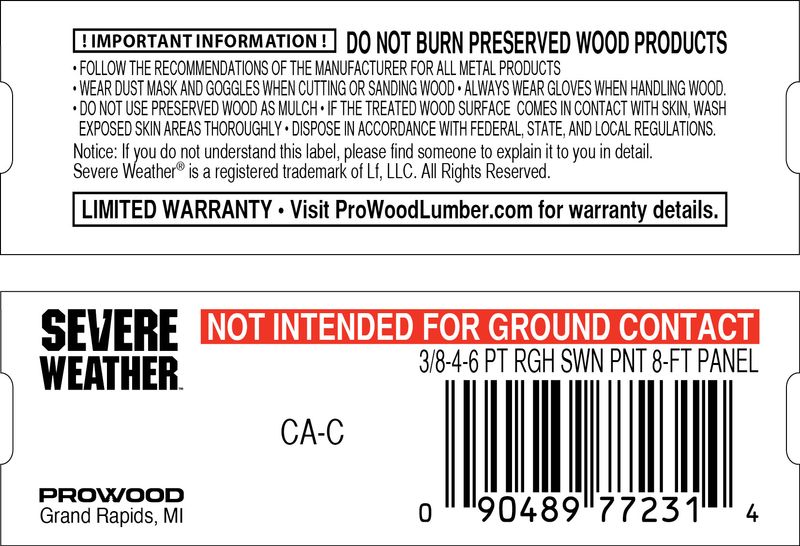 ! IMPORTANT INFORMATION ! DO NOT BURN PRESERVED WOOD PRODUCTS
• FOLLOW THE RECOMMENDATIONS OF THE MANUFACTURER FOR ALL METAL PRODUCTS
• WEAR DUST MASK AND GOGGLES WHEN CUTTING OR SANDING WOOD • ALWAYS WEAR GLOVES WHEN HANDLING WOOD.
• DO NOT USE PRESERVED WOOD AS MULCH • IF THE TREATED WOOD SURFACE COMES IN CONTACT WITH SKIN, WASH
EXPOSED SKIN AREAS THOROUGHLY • DISPOSE IN ACCORDANCE WITH FEDERAL, STATE, AND LOCAL REGULATIONS.
Notice: If you do not understand this label, please find someone to explain it to you in detail.
Severe Weather® is a registered trademark of Lf, LLC. All Rights Reserved.
LIMITED WARRANTY • Visit ProWoodLumber.com for warranty details.
SEVERE
WEATHER™
NOT INTENDED FOR GROUND CONTACT
3/8-4-6 PT RGH SWN PNT 8-FT PANEL
CA-C
PROWOOD
Grand Rapids, MI
0 90489 77231 4